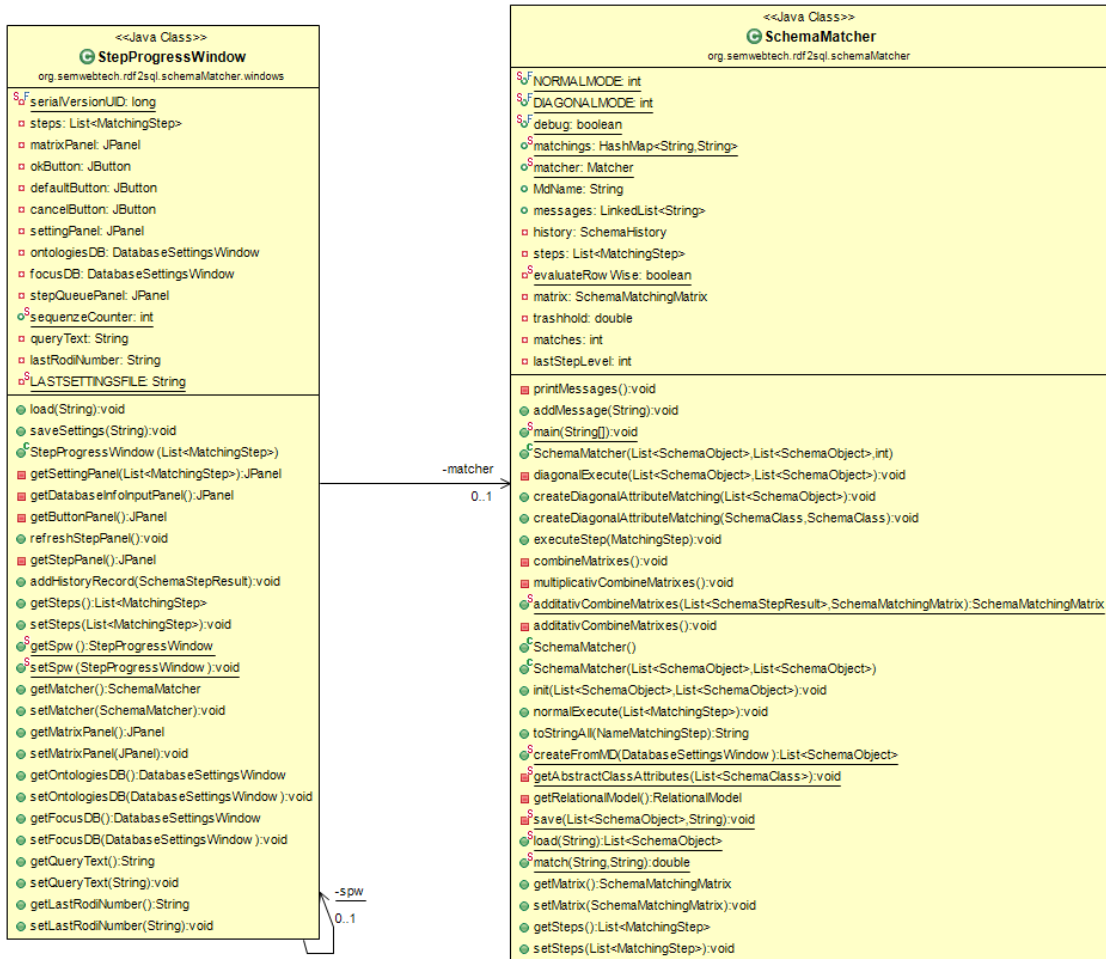 <<Java Class>>
StepProgressWindow
org.semwebtech.rdf2sql.schemaMatcher.windows
serialVersionUID: long
steps: List<MatchingStep>
matrixPanel: JPanel
okButton: JButton
defaultButton: JButton
cancelButton: JButton
settingPanel: JPanel
ontologiesDB: DatabaseSettingsWindow
focusDB: DatabaseSettingsWindow
stepQueuePanel: JPanel
sequenzeCounter: int
queryText: String
lastRodiNumber: String
LASTSETTINGSFILE: String
load(String):void
saveSettings(String):void
StepProgressWindow(List<MatchingStep>)
getSettingPanel(List<MatchingStep>):JPanel
getDatabaseInfoInputPanel():JPanel
getButtonPanel():JPanel
refreshStepPanel():void
getStepPanel():JPanel
addHistoryRecord(SchemaStepResult):void
getSteps():List<MatchingStep>
setSteps(List<MatchingStep>):void
getSpw():StepProgressWindow
setSpw(StepProgressWindow):void
getMatcher():SchemaMatcher
setMatcher(SchemaMatcher):void
getMatrixPanel():JPanel
setMatrixPanel(JPanel):void
getOntologiesDB():DatabaseSettingsWindow
setOntologiesDB(DatabaseSettingsWindow):void
getFocusDB():DatabaseSettingsWindow
setFocusDB(DatabaseSettingsWindow):void
getQueryText():String
setQueryText(String):void
getLastRodiNumber():String
setLastRodiNumber(String):void
-spw
0..1
-matcher
0..1
<<Java Class>>
SchemaMatcher
org.semwebtech.rdf2sql.schemaMatcher
NORMALMODE: int
DIAGONALMODE: int
debug: boolean
matchings: HashMap<String,String>
matcher: Matcher
MdName: String
messages: LinkedList<String>
history: SchemaHistory
steps: List<MatchingStep>
evaluateRowWise: boolean
matrix: SchemaMatchingMatrix
trashhold: double
matches: int
lastStepLevel: int
printMessages():void
addMessage(String):void
main(String[]):void
SchemaMatcher(List<SchemaObject>,List<SchemaObject>,int)
diagonalExecute(List<SchemaObject>,List<SchemaObject>):void
createDiagonalAttributeMatching(List<SchemaObject>):void
createDiagonalAttributeMatching(SchemaClass,SchemaClass):void
executeStep(MatchingStep):void
combineMatrixes():void
multiplicativCombineMatrixes():void
additativCombineMatrixes(List<SchemaStepResult>,SchemaMatchingMatrix):SchemaMatchingMatrix
additativCombineMatrixes():void
SchemaMatcher()
SchemaMatcher(List<SchemaObject>,List<SchemaObject>)
init(List<SchemaObject>,List<SchemaObject>):void
normalExecute(List<MatchingStep>):void
toStringAll(NameMatchingStep):String
createFromMD(DatabaseSettingsWindow):List<SchemaObject>
getAbstractClassAttributes(List<SchemaClass>):void
getRelationalModel():RelationalModel
save(List<SchemaObject>,String):void
load(String):List<SchemaObject>
match(String,String):double
getMatrix():SchemaMatchingMatrix
setMatrix(SchemaMatchingMatrix):void
getSteps():List<MatchingStep>
setSteps(List<MatchingStep>):void